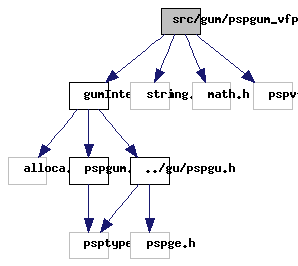 src/gum/pspgum_vfp
gumInte
string.
math.h
pspv
alloca.
pspgum.
../gu/pspgu.h
psptype
pspge.h